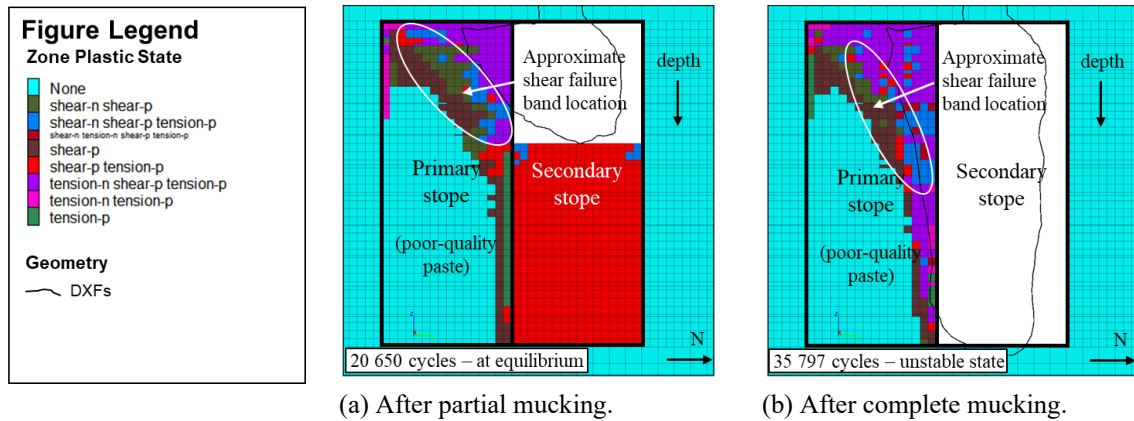 Figure Legend
Zone Plastic State
None
shear-n shear-p
shear-n shear-p tension-p
shear-n tension-n shear-p tension-p
shear-p
shear-p tension-p
tension-n shear-p tension-p
tension-n tension-p
tension-p
Geometry
DXFs
Approximate
shear failure
band location
depth
Primary
stope
(poor-quality
paste)
Secondary
stope
z
x
N
20 650 cycles – at equilibrium
(a) After partial mucking.
Approximate
shear failure
band location
depth
Primary
stope
(poor-quality
paste)
Secondary
stope
z
x
N
35 797 cycles – unstable state
(b) After complete mucking.